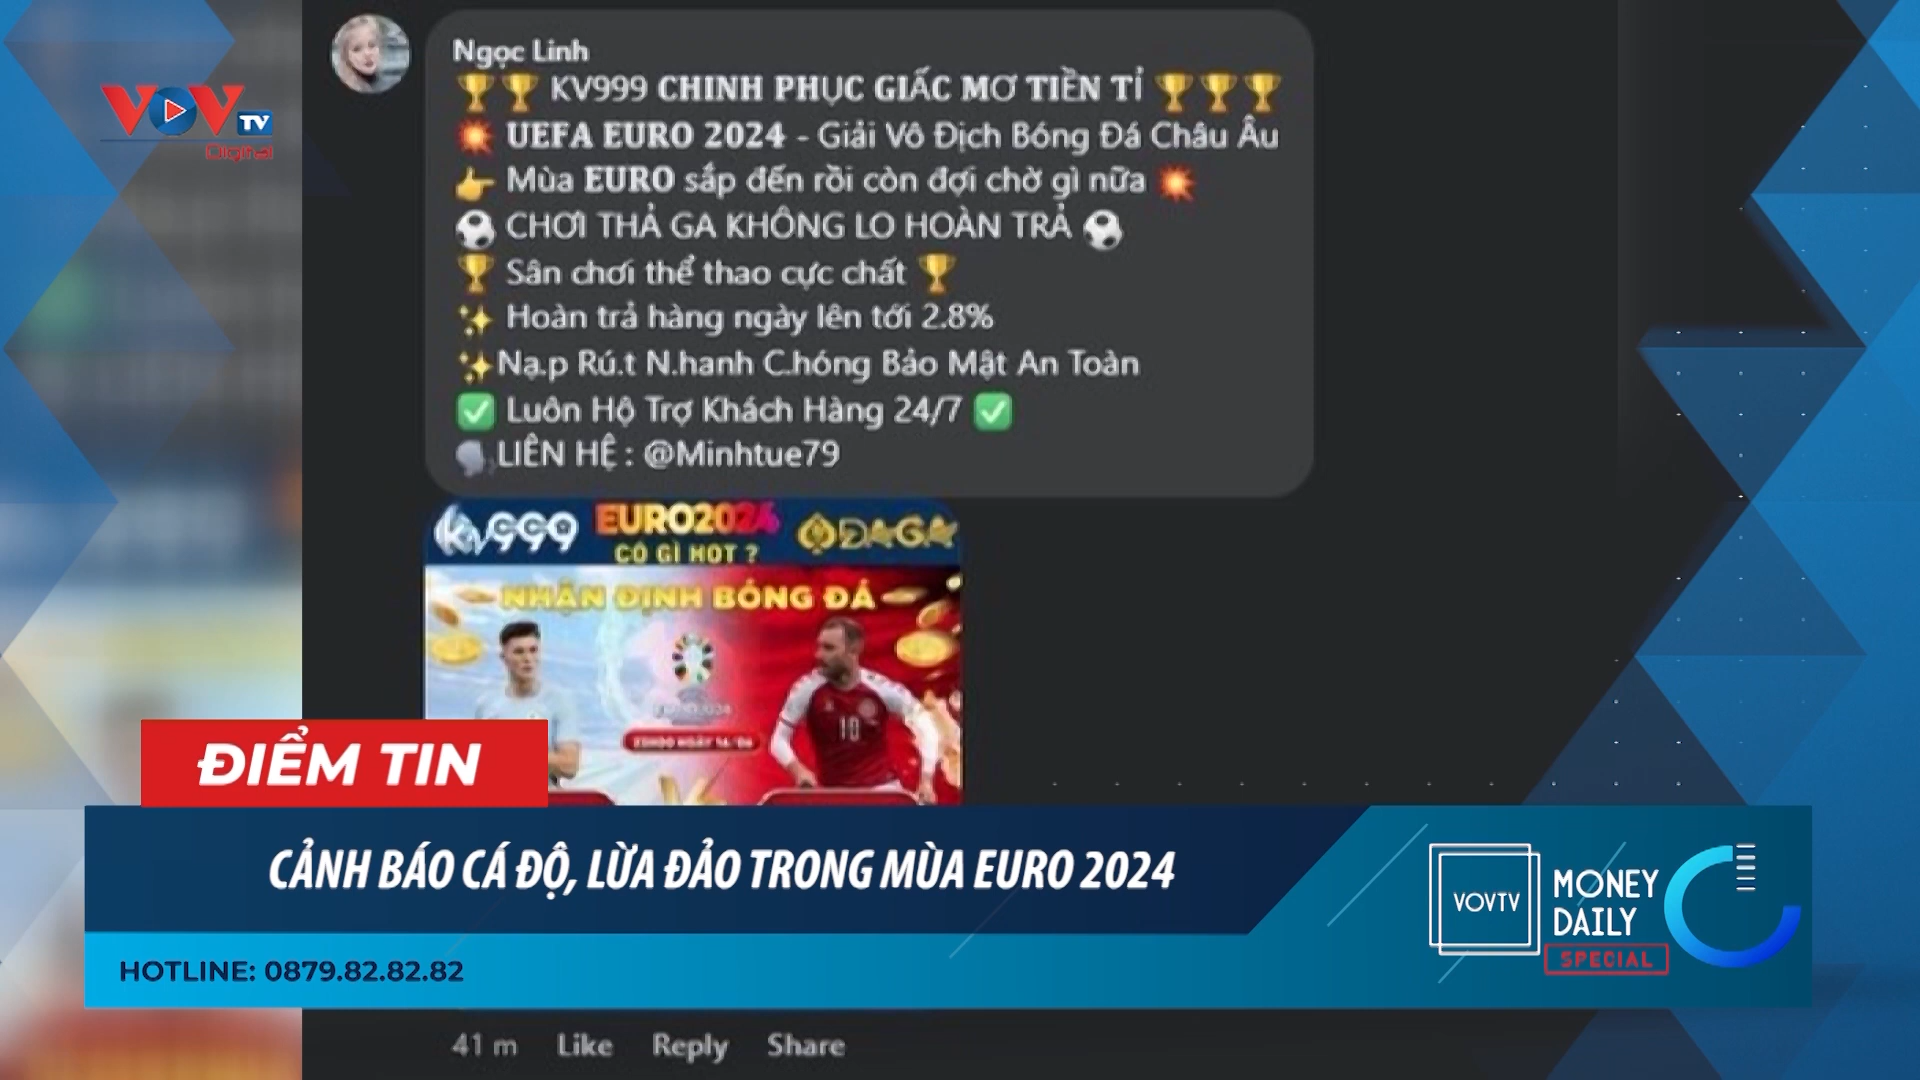 VOV TV
Digital
Ngọc Linh
🏆🏆 KV999 CHINH PHỤC GIẤC MƠ TIỀN TỈ 🏆🏆🏆
💥 UEFA EURO 2024 - Giải Vô Địch Bóng Đá Châu Âu
👉 Mùa EURO sắp đến rồi còn đợi chờ gì nữa 💥
⚽ CHƠI THẢ GA KHÔNG LO HOÀN TRẢ ⚽
🏆 Sân chơi thể thao cực chất 🏆
✨ Hoàn trả hàng ngày lên tới 2.8%
✨Nạ.p Rú.t N.hanh C.hóng Bảo Mật An Toàn
✅ Luôn Hộ Trợ Khách Hàng 24/7 ✅
🗣LIÊN HỆ : @Minhtue79
kv999 EURO2024 DAGA
CÓ GÌ HOT ?
NHẬN ĐỊNH BÓNG ĐÁ
10
ĐIỂM TIN
CẢNH BÁO CÁ ĐỘ, LỪA ĐẢO TRONG MÙA EURO 2024
HOTLINE: 0879.82.82.82
VOVTV
MONEY
DAILY
SPECIAL
41 m Like Reply Share